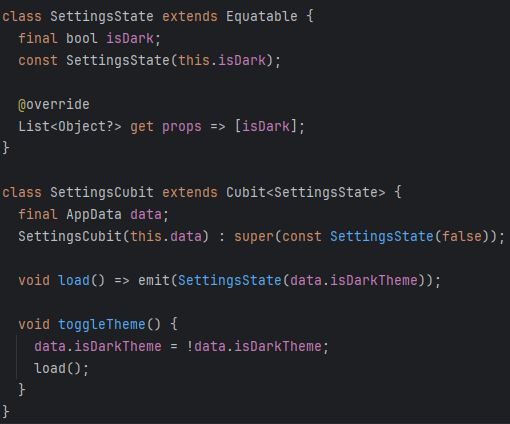 class SettingsState extends Equatable {
  final bool isDark;
  const SettingsState(this.isDark);

  @override
  List<Object?> get props => [isDark];
}

class SettingsCubit extends Cubit<SettingsState> {
  final AppData data;
  SettingsCubit(this.data) : super(const SettingsState(false));

  void load() => emit(SettingsState(data.isDarkTheme));

  void toggleTheme() {
    data.isDarkTheme = !data.isDarkTheme;
    load();
  }
}